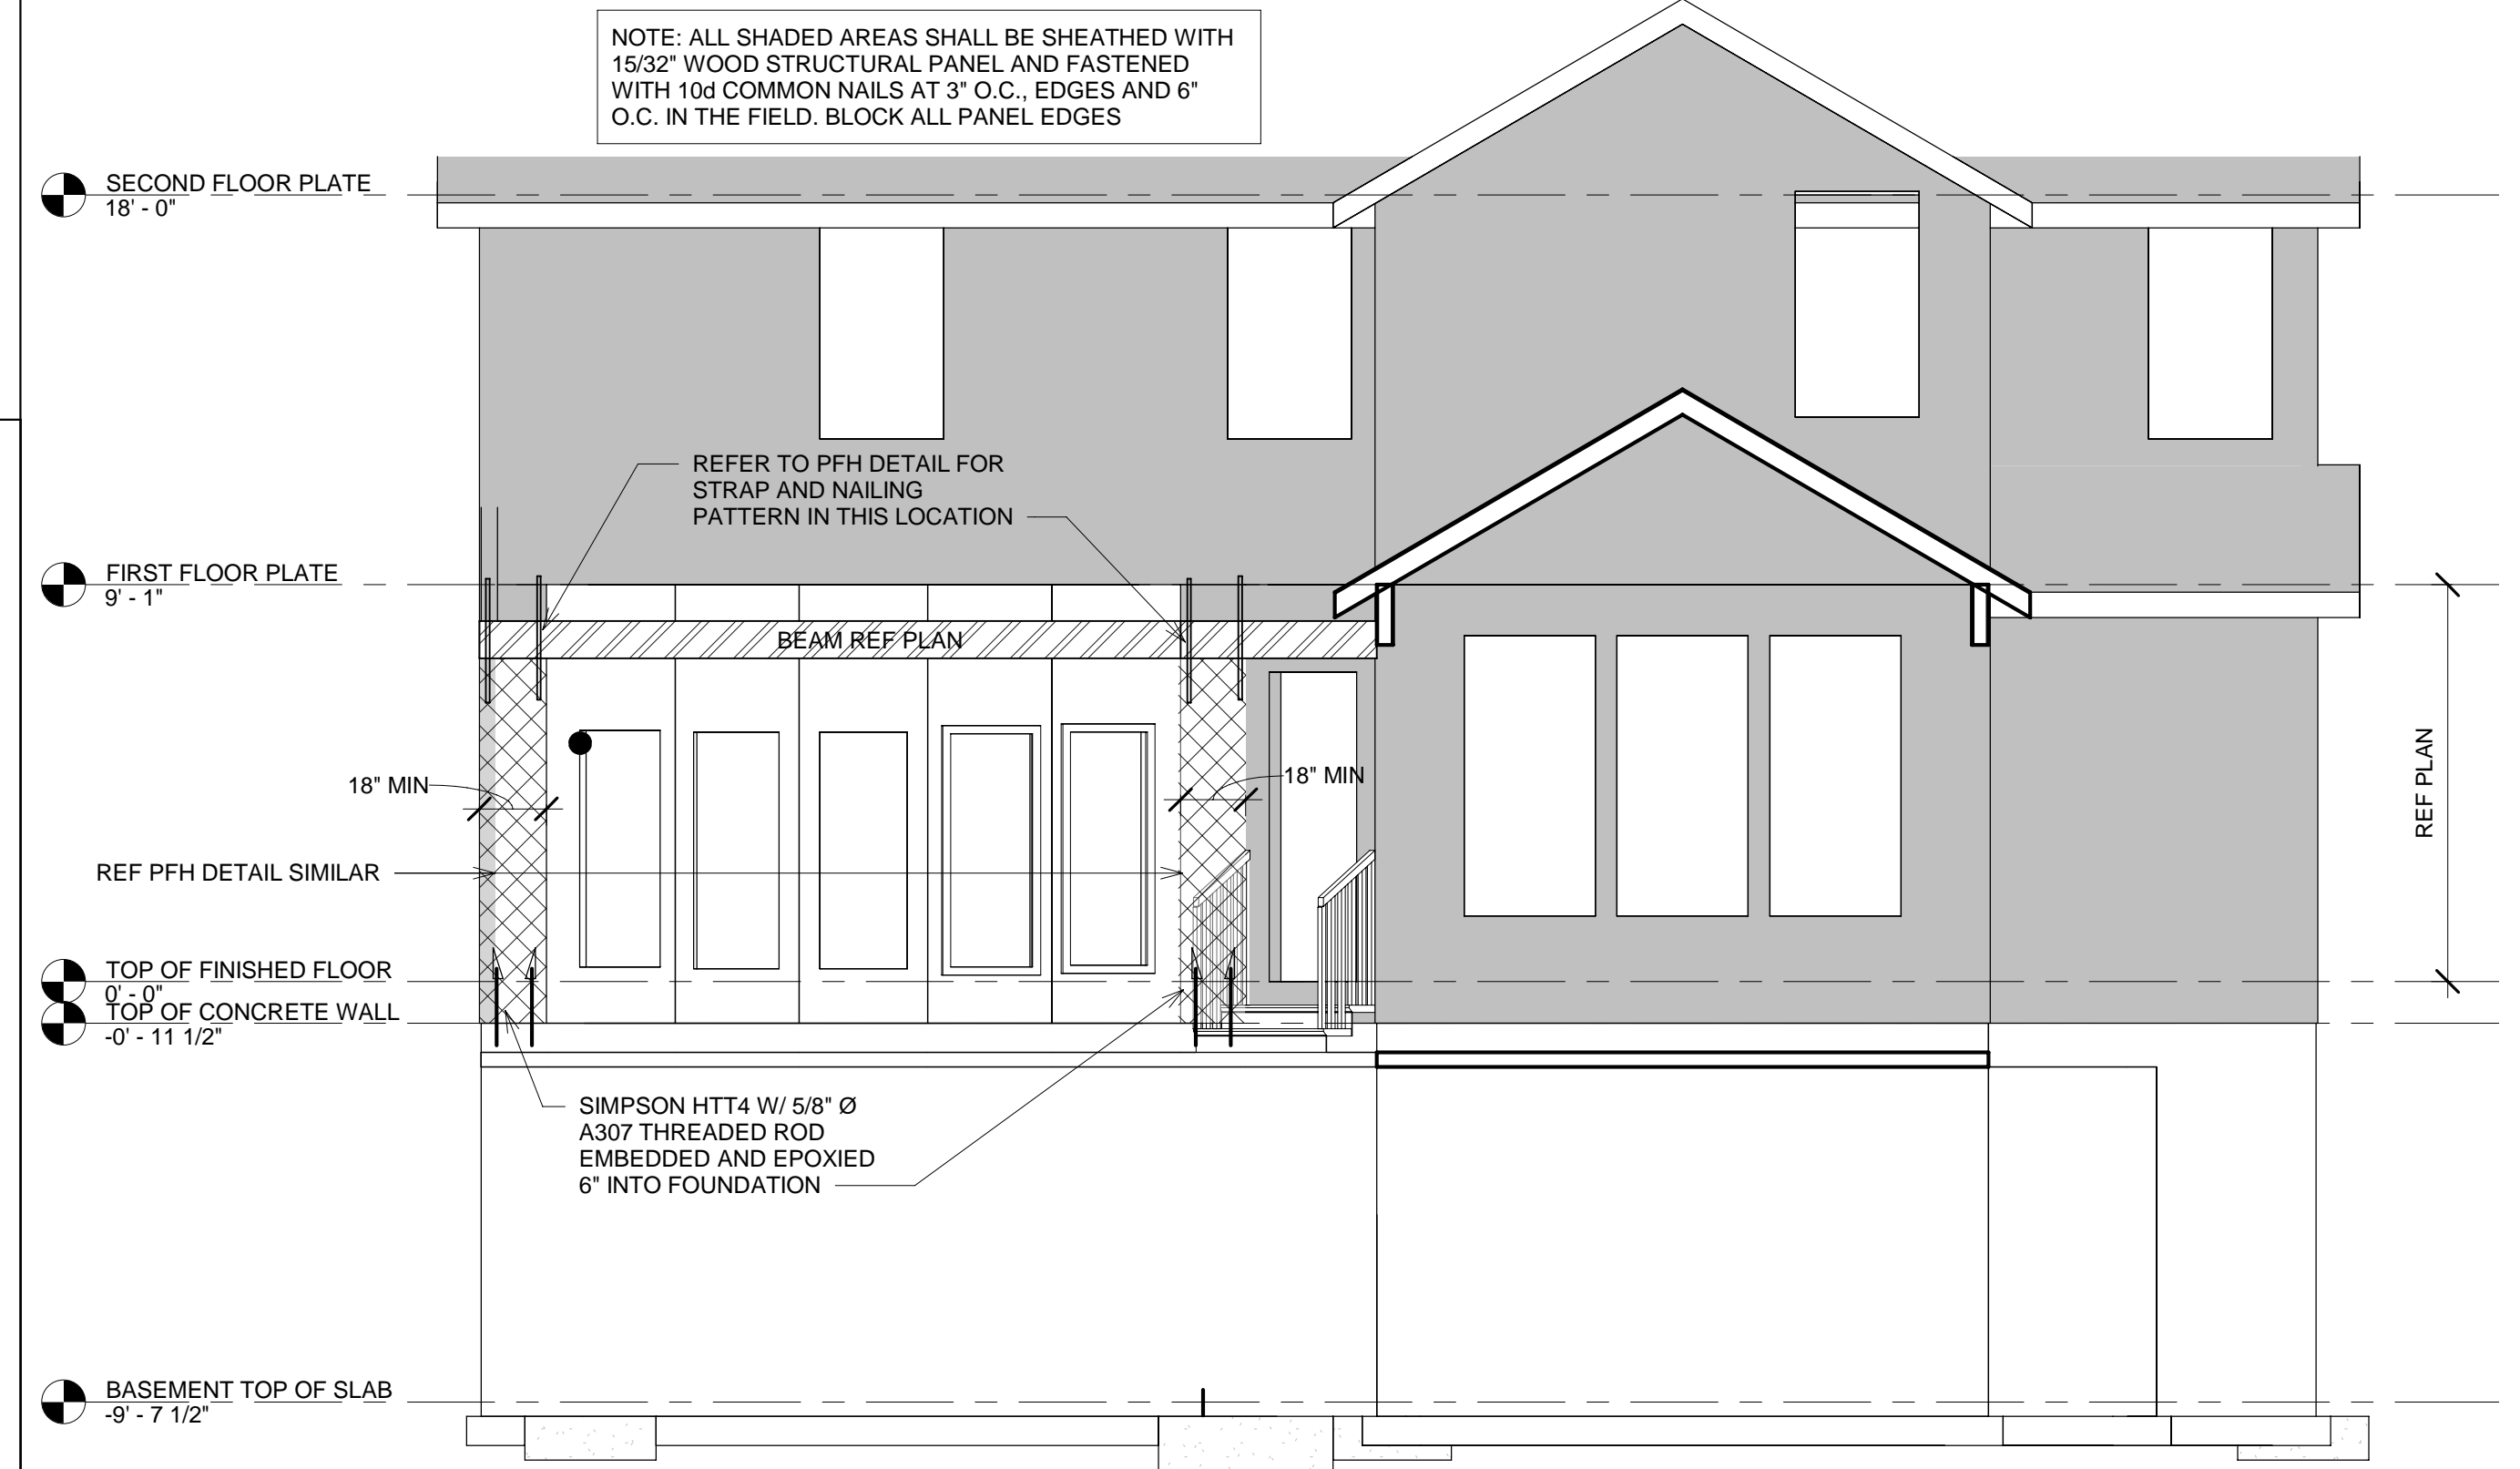 NOTE: ALL SHADED AREAS SHALL BE SHEATHED WITH
15/32" WOOD STRUCTURAL PANEL AND FASTENED
WITH 10d COMMON NAILS AT 3" O.C., EDGES AND 6"
O.C. IN THE FIELD. BLOCK ALL PANEL EDGES
SECOND FLOOR PLATE
18' - 0"
REFER TO PFH DETAIL FOR
STRAP AND NAILING
PATTERN IN THIS LOCATION
FIRST FLOOR PLATE
9' - 1"
BEAM REF PLAN
18" MIN
18" MIN
REF PLAN
REF PFH DETAIL SIMILAR
TOP OF FINISHED FLOOR
0' - 0"
TOP OF CONCRETE WALL
-0' - 11 1/2"
SIMPSON HTT4 W/ 5/8" Ø
A307 THREADED ROD
EMBEDDED AND EPOXIED
6" INTO FOUNDATION
BASEMENT TOP OF SLAB
-9' - 7 1/2"